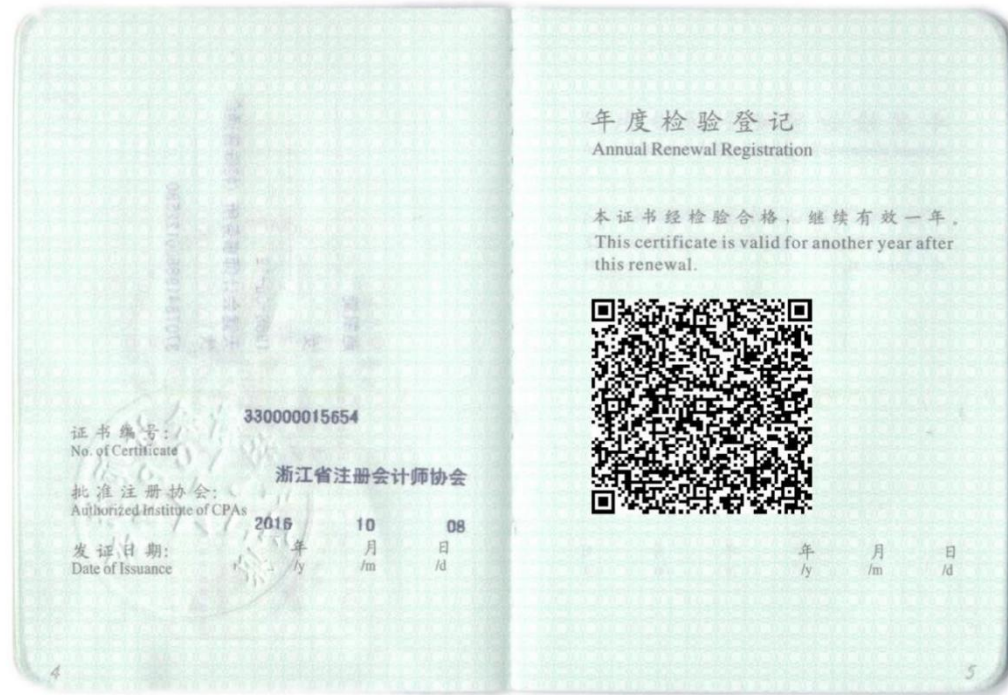 330000015654
证书编号:
No. of Certificate
浙江省注册会计师协会
批准注册协会:
Authorized Institute of CPAs
2016 10 08
发证日期: 年 月 日
Date of Issuance /y /m /d
4
年度检验登记
Annual Renewal Registration
本证书经检验合格，继续有效一年。
This certificate is valid for another year after
this renewal.
年 月 日
/y /m /d
5